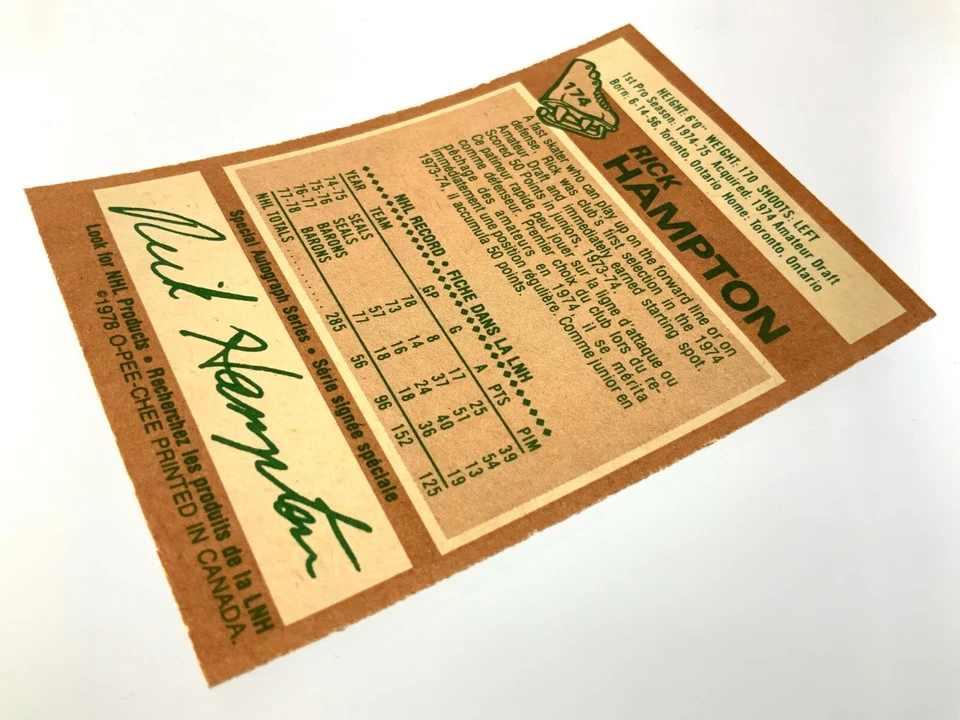 174
HEIGHT: 6'0" WEIGHT: 170 SHOOTS: LEFT
1st Pro Season: 1974-75 Acquired: 1974 Amateur Draft
Born: 6-14-56, Toronto, Ontario Home: Toronto, Ontario
RICK
HAMPTON
A fast skater who can play up on the forward line or on
defense, Rick was club's first selection in the 1974
Amateur Draft and immediately earned starting spot.
Scored 50 Points in juniors, 1973-74.
Ce patineur rapide peut jouer sur la ligne d'attaque ou
comme défenseur. Premier choix du club lors du re-
pêchage des amateurs en 1974, il se mérita
immédiatement une position régulière. Comme junior en
1973-74, il accumula 50 points.
NHL RECORD • FICHE DANS LA LNH
YEAR TEAM GP G A PTS PIM
74-75 SEALS 78 8 17 25 39
75-76 SEALS 73 14 37 51 54
76-77 BARONS 57 16 24 40 13
77-78 BARONS 77 18 18 36 19
NHL TOTALS 285 56 96 152 125
Special Autograph Series • Série signée spéciale
Rick Hampton
Look for NHL Products • Recherchez les produits de la LNH
©1978 O-PEE-CHEE PRINTED IN CANADA.